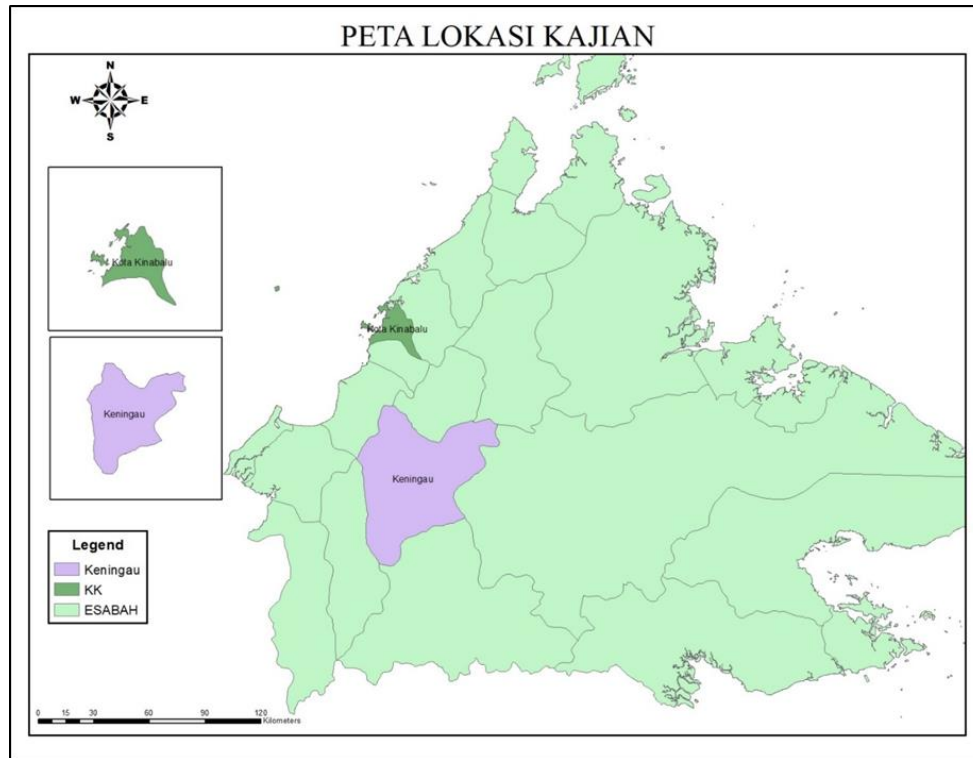 PETA LOKASI KAJIAN
N
W E
S
Kota Kinabalu
Keningau
Kota Kinabalu
Keningau
Legend
Keningau
KK
ESABAH
0 15 30 60 90 120
Kilometers